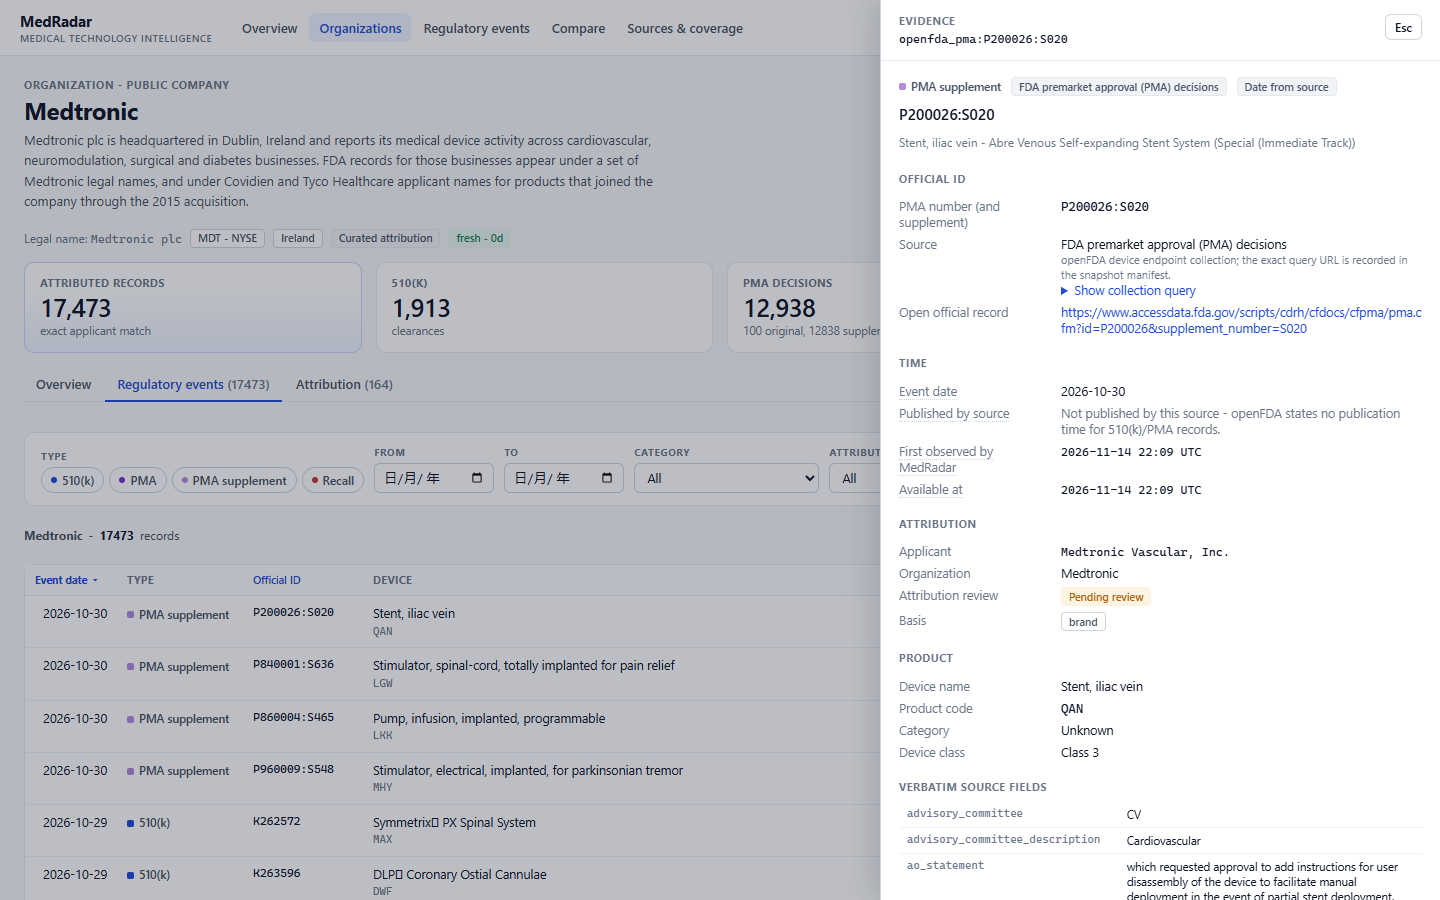 MedRadar
MEDICAL TECHNOLOGY INTELLIGENCE
Overview
Organizations
Regulatory events
Compare
Sources & coverage
ORGANIZATION - PUBLIC COMPANY
Medtronic
Medtronic plc is headquartered in Dublin, Ireland and reports its medical device activity across cardiovascular,
neuromodulation, surgical and diabetes businesses. FDA records for those businesses appear under a set of
Medtronic legal names, and under Covidien and Tyco Healthcare applicant names for products that joined the
company through the 2015 acquisition.
Legal name: Medtronic plc MDT - NYSE Ireland Curated attribution fresh - 0d
ATTRIBUTED RECORDS
17,473
exact applicant match
510(K)
1,913
clearances
PMA DECISIONS
12,938
100 original, 12838 suppler
Overview Regulatory events (17473) Attribution (164)
TYPE
510(k) PMA PMA supplement Recall
FROM
日/月/ 年
TO
日/月/ 年
CATEGORY
All
ATTRIBUT
All
Medtronic - 17473 records
Event date TYPE Official ID DEVICE
2026-10-30 PMA supplement P200026:S020 Stent, iliac vein
QAN
2026-10-30 PMA supplement P840001:S636 Stimulator, spinal-cord, totally implanted for pain relief
LGW
2026-10-30 PMA supplement P860004:S465 Pump, infusion, implanted, programmable
LKK
2026-10-30 PMA supplement P960009:S548 Stimulator, electrical, implanted, for parkinsonian tremor
MHY
2026-10-29 510(k) K262572 Symmetrix PX Spinal System
MAX
2026-10-29 510(k) K263596 DLP Coronary Ostial Cannulae
DWF
EVIDENCE
openfda_pma:P200026:S020
Esc
PMA supplement FDA premarket approval (PMA) decisions Date from source
P200026:S020
Stent, iliac vein - Abre Venous Self-expanding Stent System (Special (Immediate Track))
OFFICIAL ID
PMA number (and
supplement)
P200026:S020
Source
FDA premarket approval (PMA) decisions
openFDA device endpoint collection; the exact query URL is recorded in
the snapshot manifest.
Show collection query
Open official record
https://www.accessdata.fda.gov/scripts/cdrh/cfdocs/cfpma/pma.c
fm?id=P200026&supplement_number=S020
TIME
Event date 2026-10-30
Published by source
Not published by this source - openFDA states no publication
time for 510(k)/PMA records.
First observed by
MedRadar
2026-11-14 22:09 UTC
Available at 2026-11-14 22:09 UTC
ATTRIBUTION
Applicant Medtronic Vascular, Inc.
Organization Medtronic
Attribution review Pending review
Basis brand
PRODUCT
Device name Stent, iliac vein
Product code QAN
Category Unknown
Device class Class 3
VERBATIM SOURCE FIELDS
advisory_committee CV
advisory_committee_description Cardiovascular
ao_statement which requested approval to add instructions for user
disassembly of the device to facilitate manual
deployment in the event of partial stent deployment.